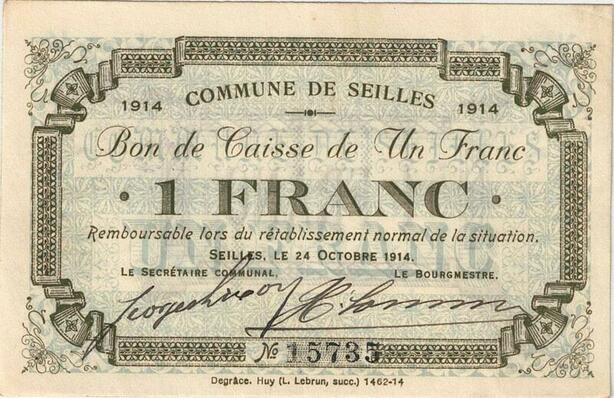 COMMUNE DE SEILLES
1914 1914
Bon de Caisse de Un Franc
· 1 FRANC ·
Remboursable lors du rétablissement normal de la situation.
SEILLES, LE 24 OCTOBRE 1914.
LE SECRÉTAIRE COMMUNAL, LE BOURGMESTRE.
No 15735
Degrâce. Huy (L. Lebrun, succ.) 1462-14